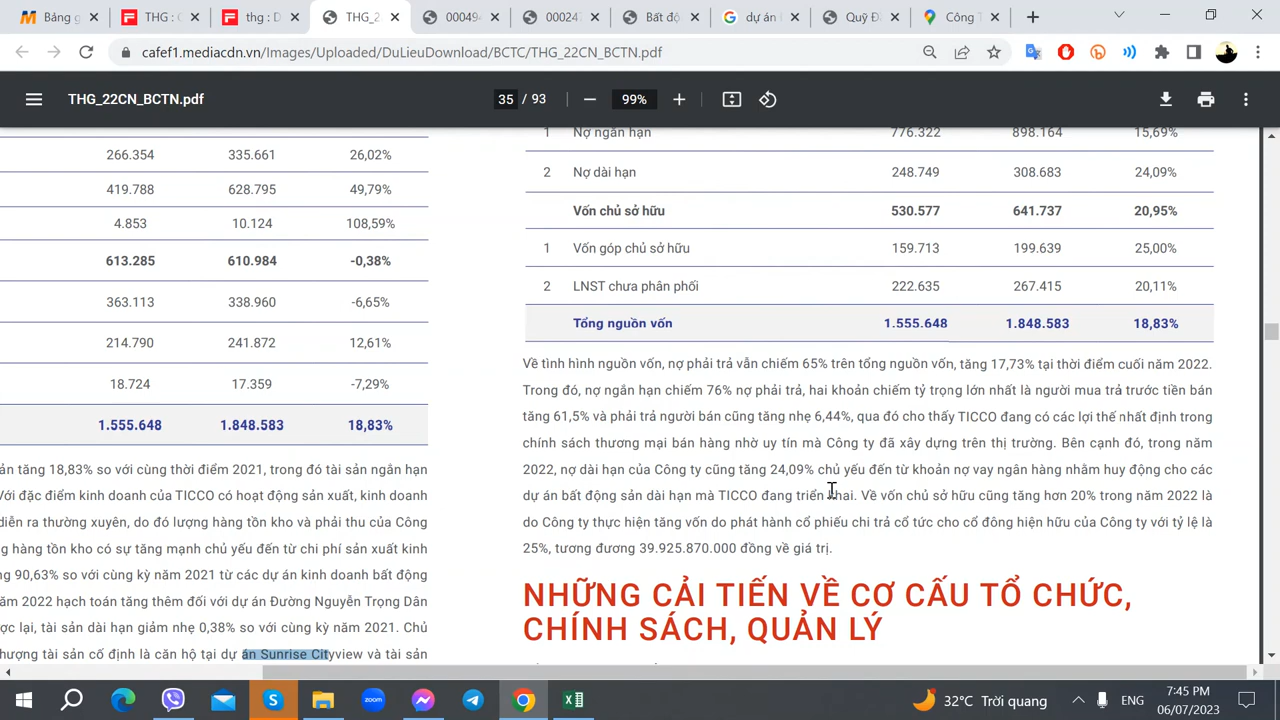 Bảng g
THG : C
thg : D
THG_2
00049
00024
Bất độ
dự án l
Quỹ Đ
Công T
cafef1.mediacdn.vn/Images/Uploaded/DuLieuDownload/BCTC/THG_22CN_BCTN.pdf
THG_22CN_BCTN.pdf
35 / 93
99%
266.354 335.661 26,02%
419.788 628.795 49,79%
4.853 10.124 108,59%
613.285 610.984 -0,38%
363.113 338.960 -6,65%
214.790 241.872 12,61%
18.724 17.359 -7,29%
1.555.648 1.848.583 18,83%
ản tăng 18,83% so với cùng thời điểm 2021, trong đó tài sản ngắn hạn
Với đặc điểm kinh doanh của TICCO có hoạt động sản xuất, kinh doanh
diễn ra thường xuyên, do đó lượng hàng tồn kho và phải thu của Công
g hàng tồn kho có sự tăng mạnh chủ yếu đến từ chi phí sản xuất kinh
ng 90,63% so với cùng kỳ năm 2021 từ các dự án kinh doanh bất động
ăm 2022 hạch toán tăng thêm đối với dự án Đường Nguyễn Trọng Dân
ợc lại, tài sản dài hạn giảm nhẹ 0,38% so với cùng kỳ năm 2021. Chủ
hượng tài sản cố định là căn hộ tại dự án Sunrise Cityview và tài sản
1 Nợ ngắn hạn 776.322 898.164 15,69%
2 Nợ dài hạn 248.749 308.683 24,09%
Vốn chủ sở hữu 530.577 641.737 20,95%
1 Vốn góp chủ sở hữu 159.713 199.639 25,00%
2 LNST chưa phân phối 222.635 267.415 20,11%
Tổng nguồn vốn 1.555.648 1.848.583 18,83%
Về tình hình nguồn vốn, nợ phải trả vẫn chiếm 65% trên tổng nguồn vốn, tăng 17,73% tại thời điểm cuối năm 2022.
Trong đó, nợ ngắn hạn chiếm 76% nợ phải trả, hai khoản chiếm tỷ trọng lớn nhất là người mua trả trước tiền bán
tăng 61,5% và phải trả người bán cũng tăng nhẹ 6,44%, qua đó cho thấy TICCO đang có các lợi thế nhất định trong
chính sách thương mại bán hàng nhờ uy tín mà Công ty đã xây dựng trên thị trường. Bên cạnh đó, trong năm
2022, nợ dài hạn của Công ty cũng tăng 24,09% chủ yếu đến từ khoản nợ vay ngân hàng nhằm huy động cho các
dự án bất động sản dài hạn mà TICCO đang triển khai. Về vốn chủ sở hữu cũng tăng hơn 20% trong năm 2022 là
do Công ty thực hiện tăng vốn do phát hành cổ phiếu chi trả cổ tức cho cổ đông hiện hữu của Công ty với tỷ lệ là
25%, tương đương 39.925.870.000 đồng về giá trị.
NHỮNG CẢI TIẾN VỀ CƠ CẤU TỔ CHỨC,
CHÍNH SÁCH, QUẢN LÝ
32°C Trời quang
ENG
7:45 PM
06/07/2023